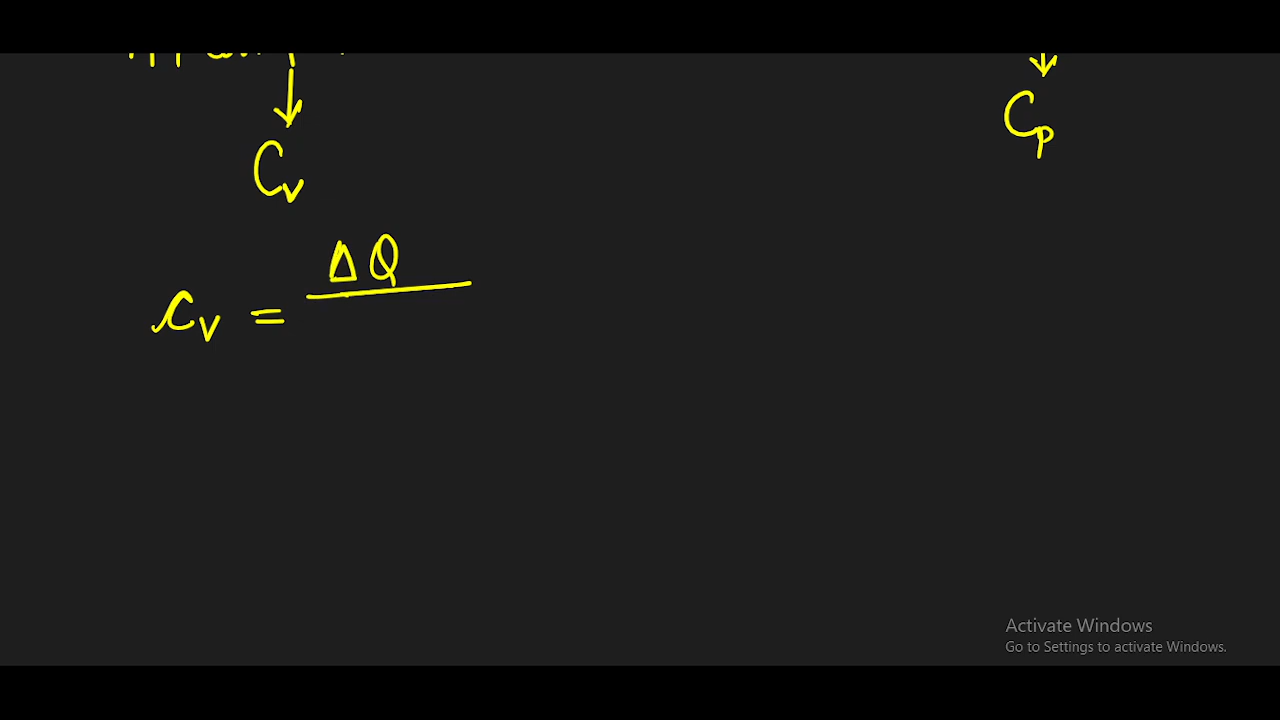 Cp
Cv
cv = ΔQ
Activate Windows
Go to Settings to activate Windows.